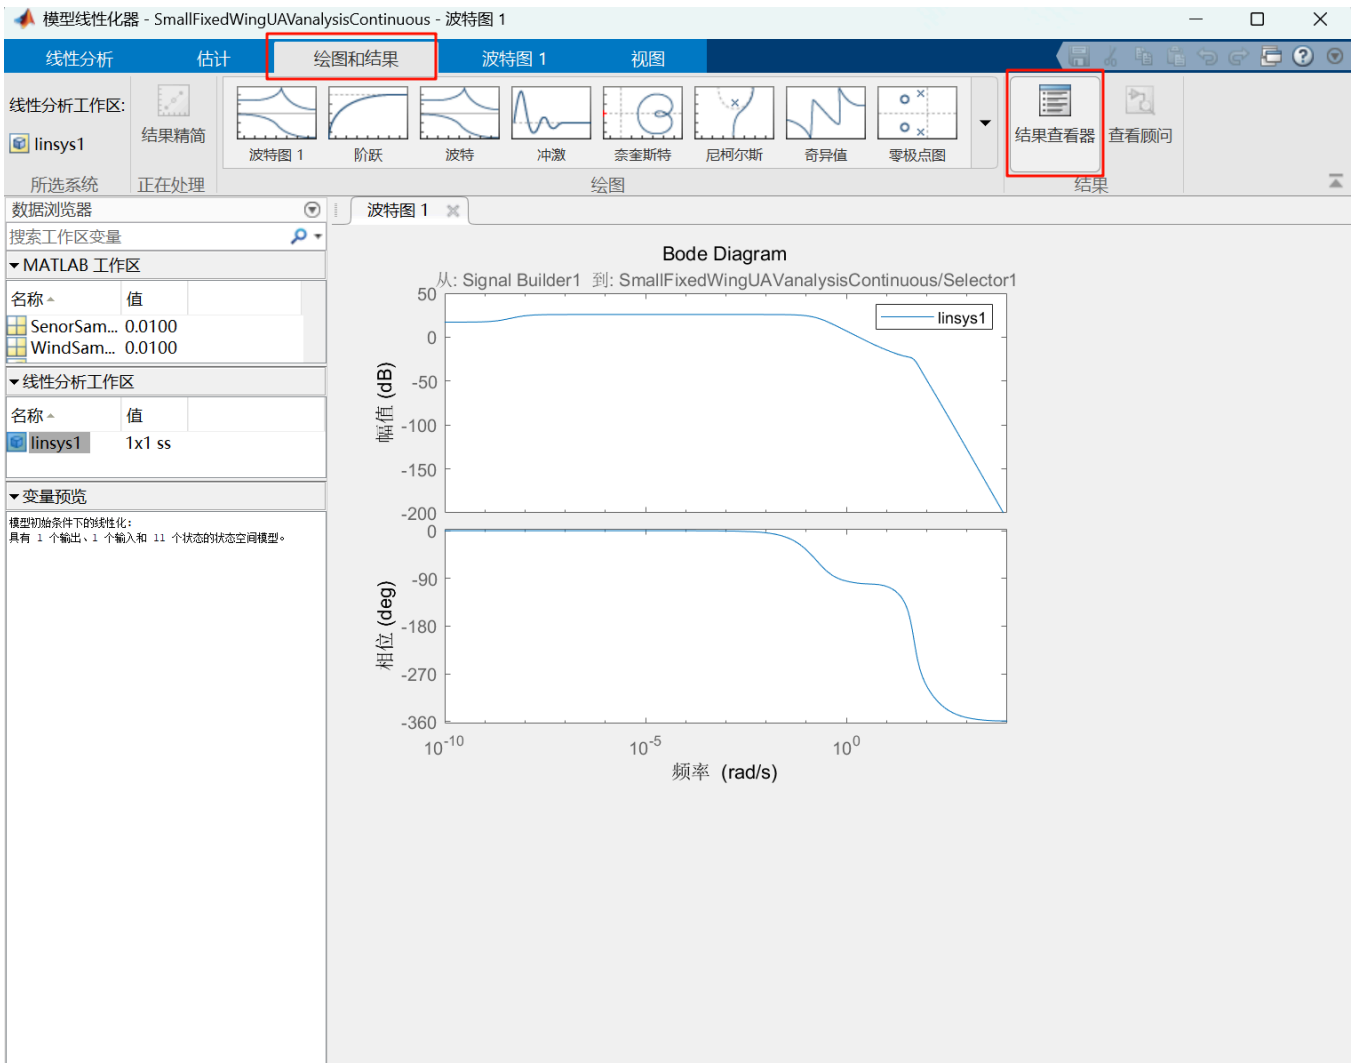 模型线性化器 - SmallFixedWingUAVanalysisContinuous - 波特图 1
线性分析 估计 绘图和结果 波特图 1 视图
线性分析工作区:
linsys1
所选系统
结果精简
正在处理
波特图 1 阶跃 波特 冲激 奈奎斯特 尼柯尔斯 奇异值 零极点图
绘图
结果查看器 查看顾问
结果
数据浏览器
搜索工作区变量
MATLAB 工作区
名称 值
SenorSam... 0.0100
WindSam... 0.0100
线性分析工作区
名称 值
linsys1 1x1 ss
变量预览
模型初始条件下的线性化:
具有 1 个输出、1 个输入和 11 个状态的状态空间模型。
波特图 1
Bode Diagram
从: Signal Builder1 到: SmallFixedWingUAVanalysisContinuous/Selector1
linsys1
幅值 (dB)
50
0
-50
-100
-150
-200
相位 (deg)
0
-90
-180
-270
-360
10^-10 10^-5 10^0
频率 (rad/s)